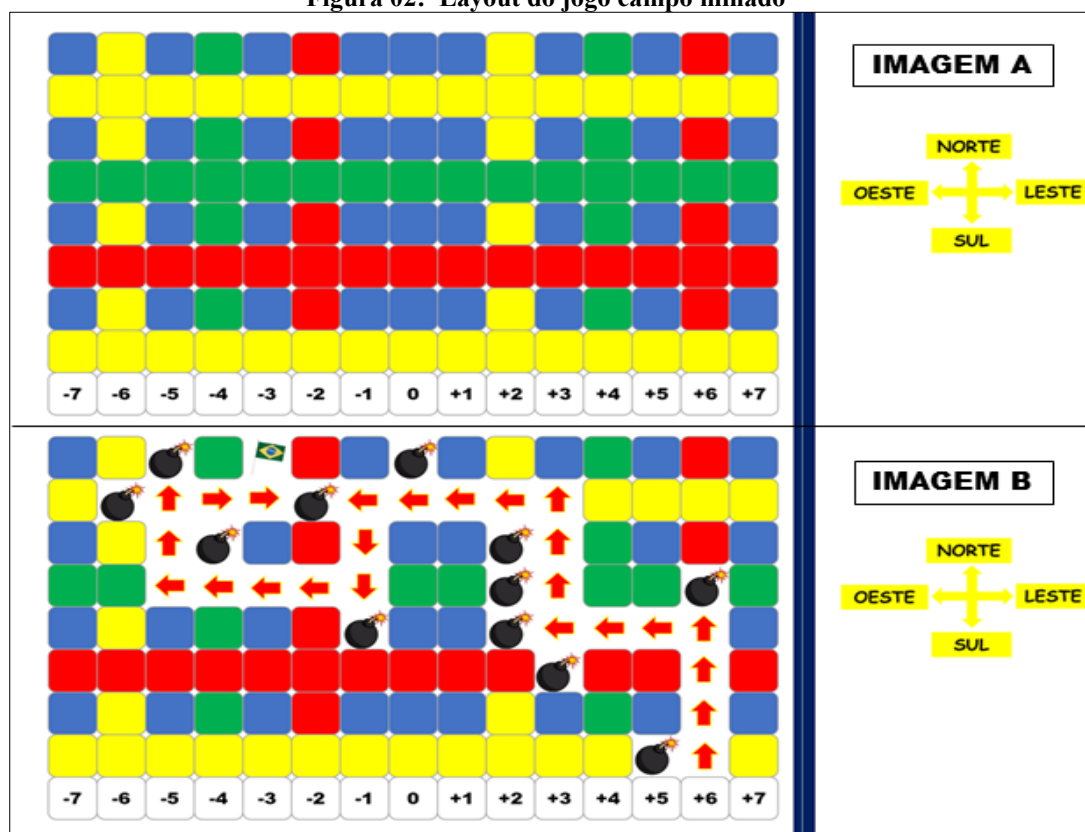 Figura 02: Layout do jogo campo minado
IMAGEM A
NORTE
OESTE LESTE
SUL
-7 -6 -5 -4 -3 -2 -1 0 +1 +2 +3 +4 +5 +6 +7
IMAGEM B
NORTE
OESTE LESTE
SUL
-7 -6 -5 -4 -3 -2 -1 0 +1 +2 +3 +4 +5 +6 +7